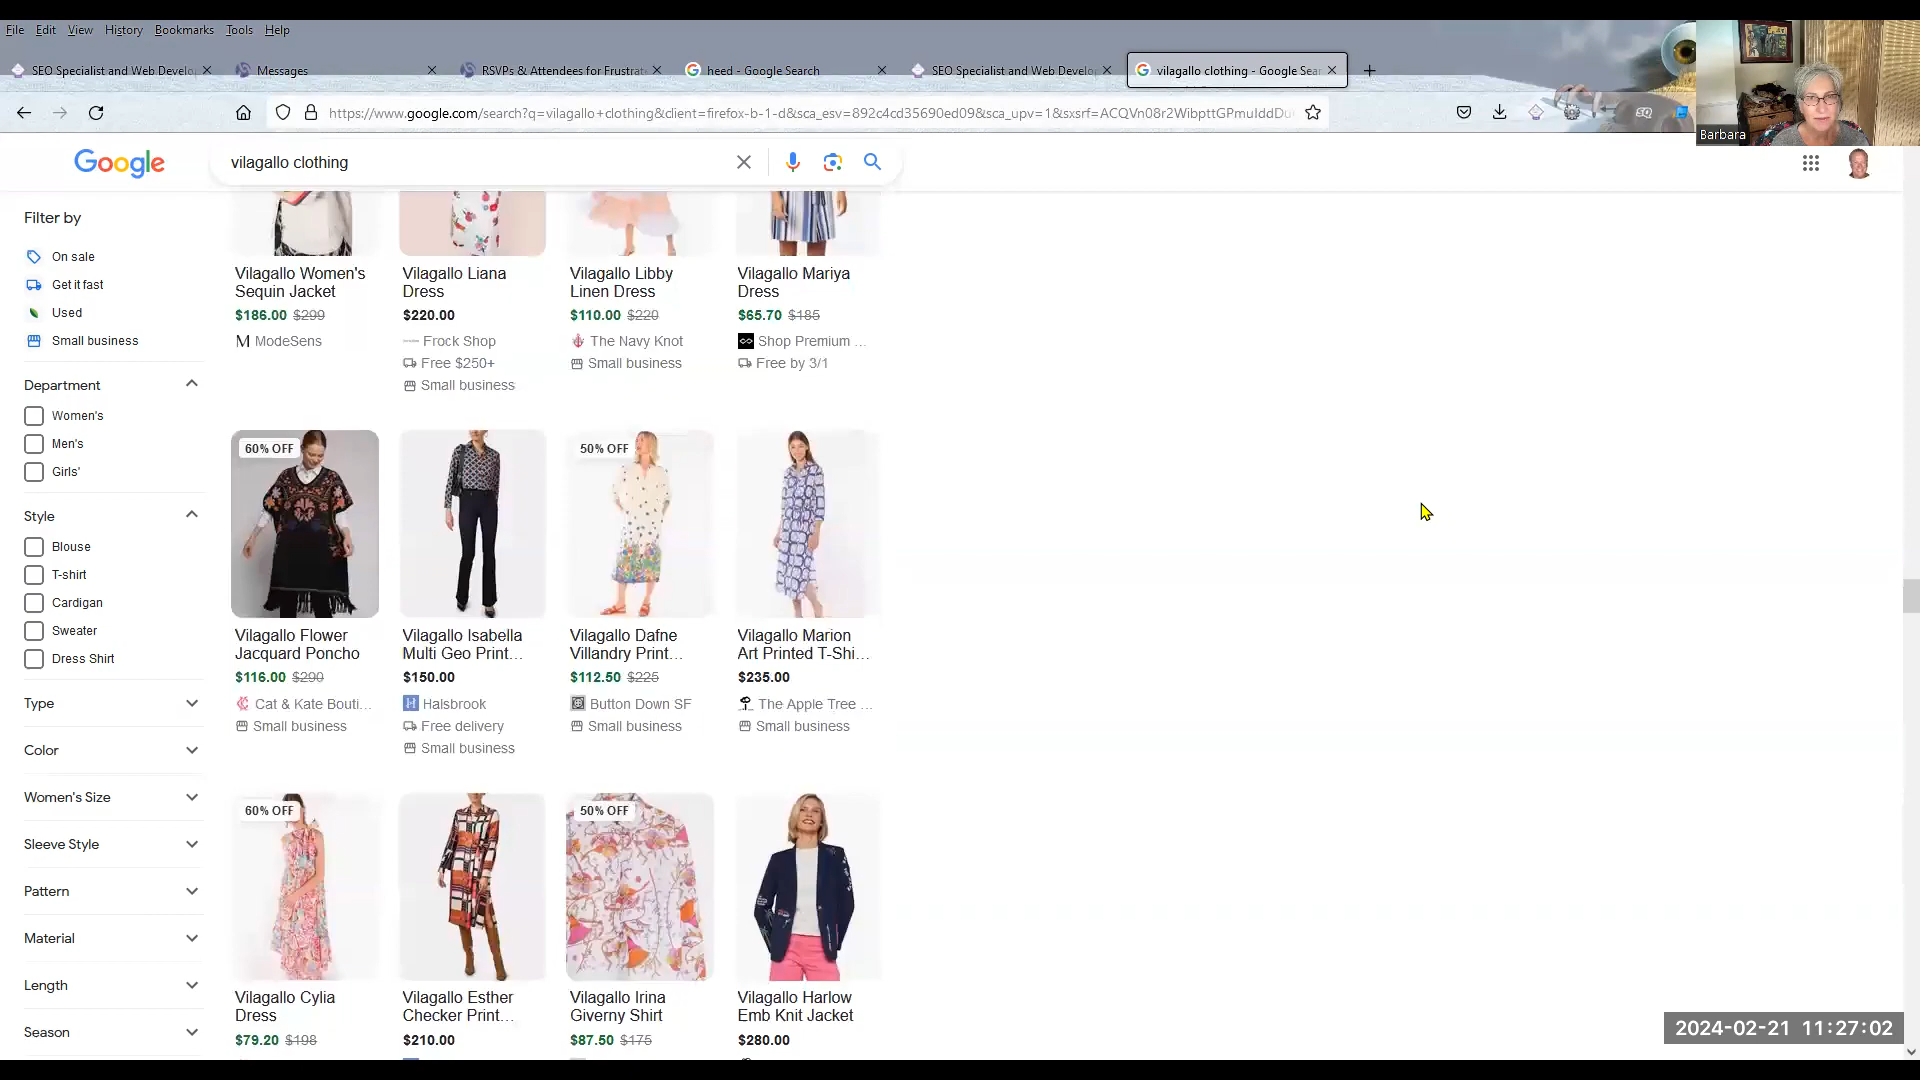 File Edit View History Bookmarks Tools Help
SEO Specialist and Web Develo
Messages
RSVPs & Attendees for Frustrat
heed - Google Search
SEO Specialist and Web Develo
vilagallo clothing - Google Sear
https://www.google.com/search?q=vilagallo+clothing&client=firefox-b-1-d&sca_esv=892c4cd35690ed09&sca_upv=1&sxsrf=ACQVn08r2WibpttGPmuIddDu
Barbara
Google
vilagallo clothing
Filter by
On sale
Get it fast
Used
Small business
Department
Women's
Men's
Girls'
Style
Blouse
T-shirt
Cardigan
Sweater
Dress Shirt
Type
Color
Women's Size
Sleeve Style
Pattern
Material
Length
Season
Vilagallo Women's
Sequin Jacket
$186.00 $299
ModeSens
Vilagallo Liana
Dress
$220.00
Frock Shop
Free $250+
Small business
Vilagallo Libby
Linen Dress
$110.00 $220
The Navy Knot
Small business
Vilagallo Mariya
Dress
$65.70 $185
Shop Premium ...
Free by 3/1
60% OFF
Vilagallo Flower
Jacquard Poncho
$116.00 $290
Cat & Kate Bouti...
Small business
Vilagallo Isabella
Multi Geo Print...
$150.00
Halsbrook
Free delivery
Small business
50% OFF
Vilagallo Dafne
Villandry Print...
$112.50 $225
Button Down SF
Small business
Vilagallo Marion
Art Printed T-Shi...
$235.00
The Apple Tree ...
Small business
60% OFF
Vilagallo Cylia
Dress
$79.20 $198
Vilagallo Esther
Checker Print...
$210.00
50% OFF
Vilagallo Irina
Giverny Shirt
$87.50 $175
Vilagallo Harlow
Emb Knit Jacket
$280.00
2024-02-21 11:27:02